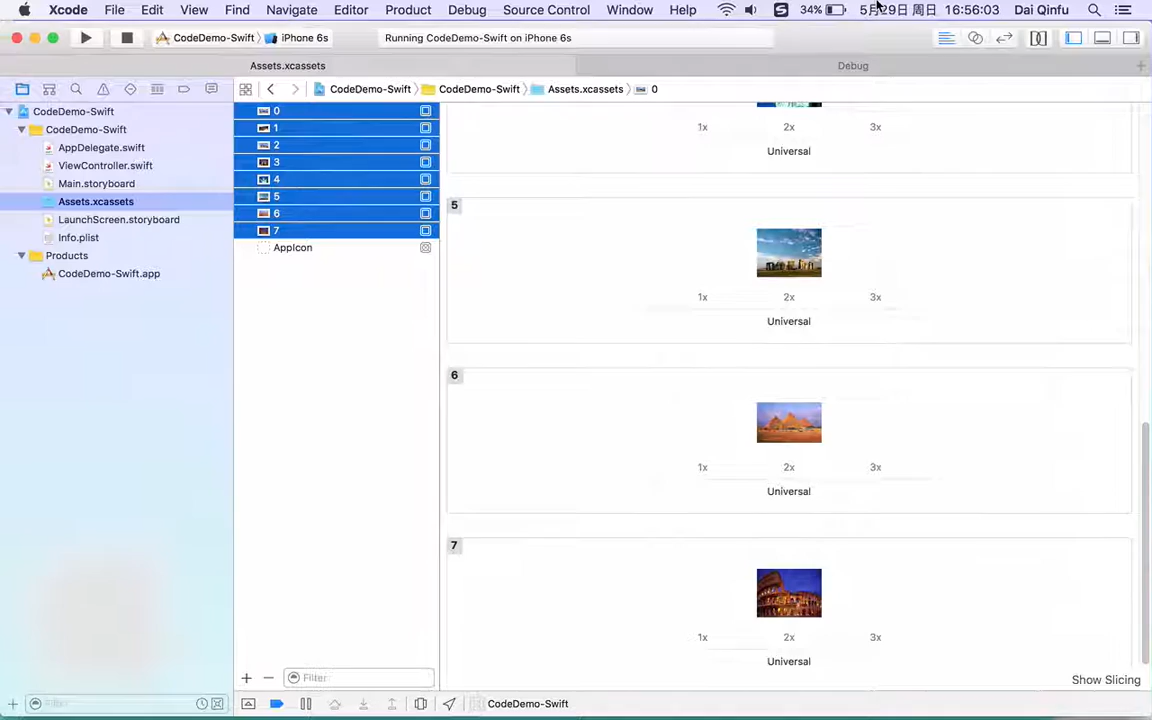 Xcode File Edit View Find Navigate Editor Product Debug Source Control Window Help 34% 5月29日 周日 16:56:03 Dai Qinfu
CodeDemo-Swift iPhone 6s Running CodeDemo-Swift on iPhone 6s
Assets.xcassets Debug
CodeDemo-Swift CodeDemo-Swift Assets.xcassets 0
CodeDemo-Swift
CodeDemo-Swift
AppDelegate.swift
ViewController.swift
Main.storyboard
Assets.xcassets
LaunchScreen.storyboard
Info.plist
Products
CodeDemo-Swift.app
0
1
2
3
4
5
6
7
AppIcon
1x 2x 3x
Universal
5
1x 2x 3x
Universal
6
1x 2x 3x
Universal
7
1x 2x 3x
Universal
Show Slicing
Filter
Filter
CodeDemo-Swift